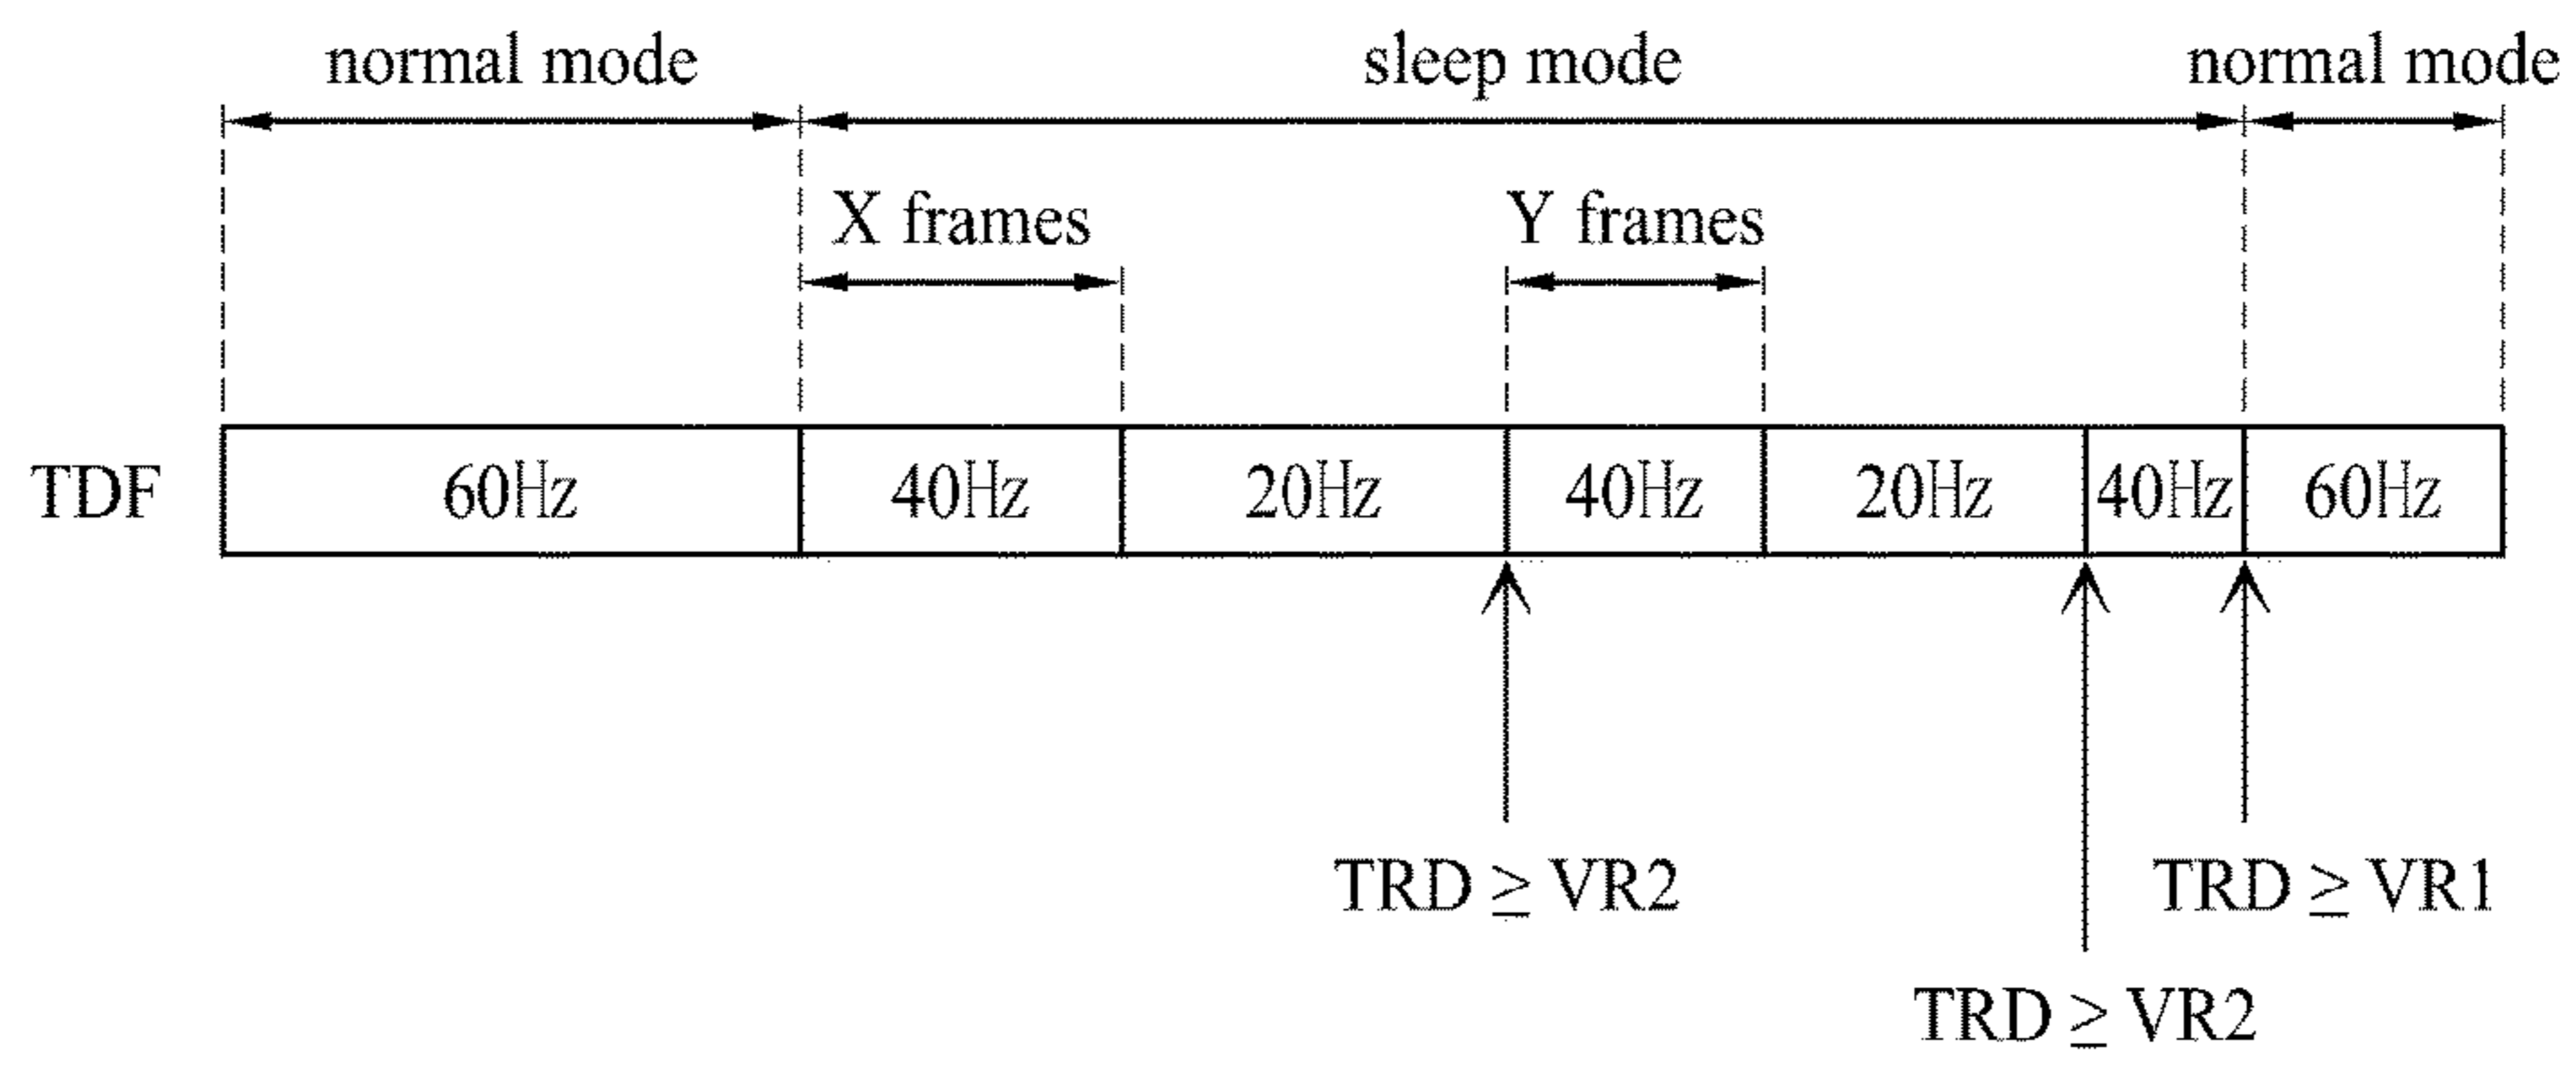 normal mode sleep mode normal mode
X frames Y frames
TDF 60Hz 40Hz 20Hz 40Hz 20Hz 40Hz 60Hz
TRD ≥ VR2 TRD ≥ VR1
TRD ≥ VR2